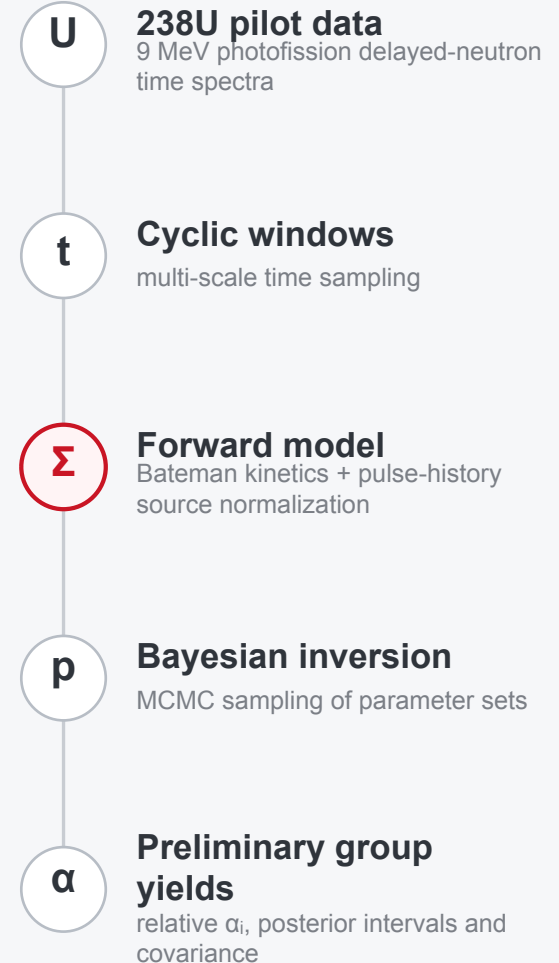 U
238U pilot data
9 MeV photofission delayed-neutron
time spectra
t
Cyclic windows
multi-scale time sampling
Σ
Forward model
Bateman kinetics + pulse-history
source normalization
p
Bayesian inversion
MCMC sampling of parameter sets
α
Preliminary group
yields
relative αᵢ, posterior intervals and
covariance